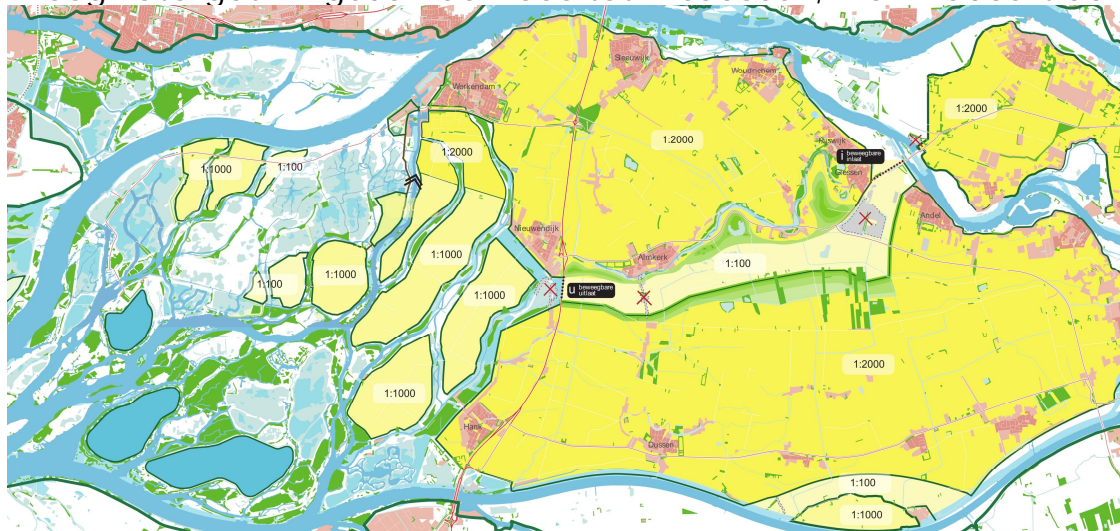 Sleeuwijk
Woudrichem
Werkendam
1:2000
1:2000
1:2000
Rijswijk
i beweegbare
inlaat
Giessen
1:1000
1:100
Andel
Nieuwendijk
1:1000
Almkerk
1:100
1:1000
1:100
u beweegbare
uitlaat
1:1000
1:2000
1:1000
Hank
Dussen
1:100
1:1000